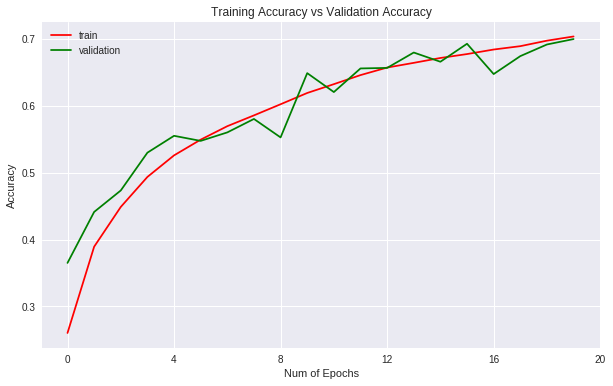 Training Accuracy vs Validation Accuracy
train
validation
0.7
0.6
0.5
0.4
0.3
Accuracy
0 4 8 12 16 20
Num of Epochs